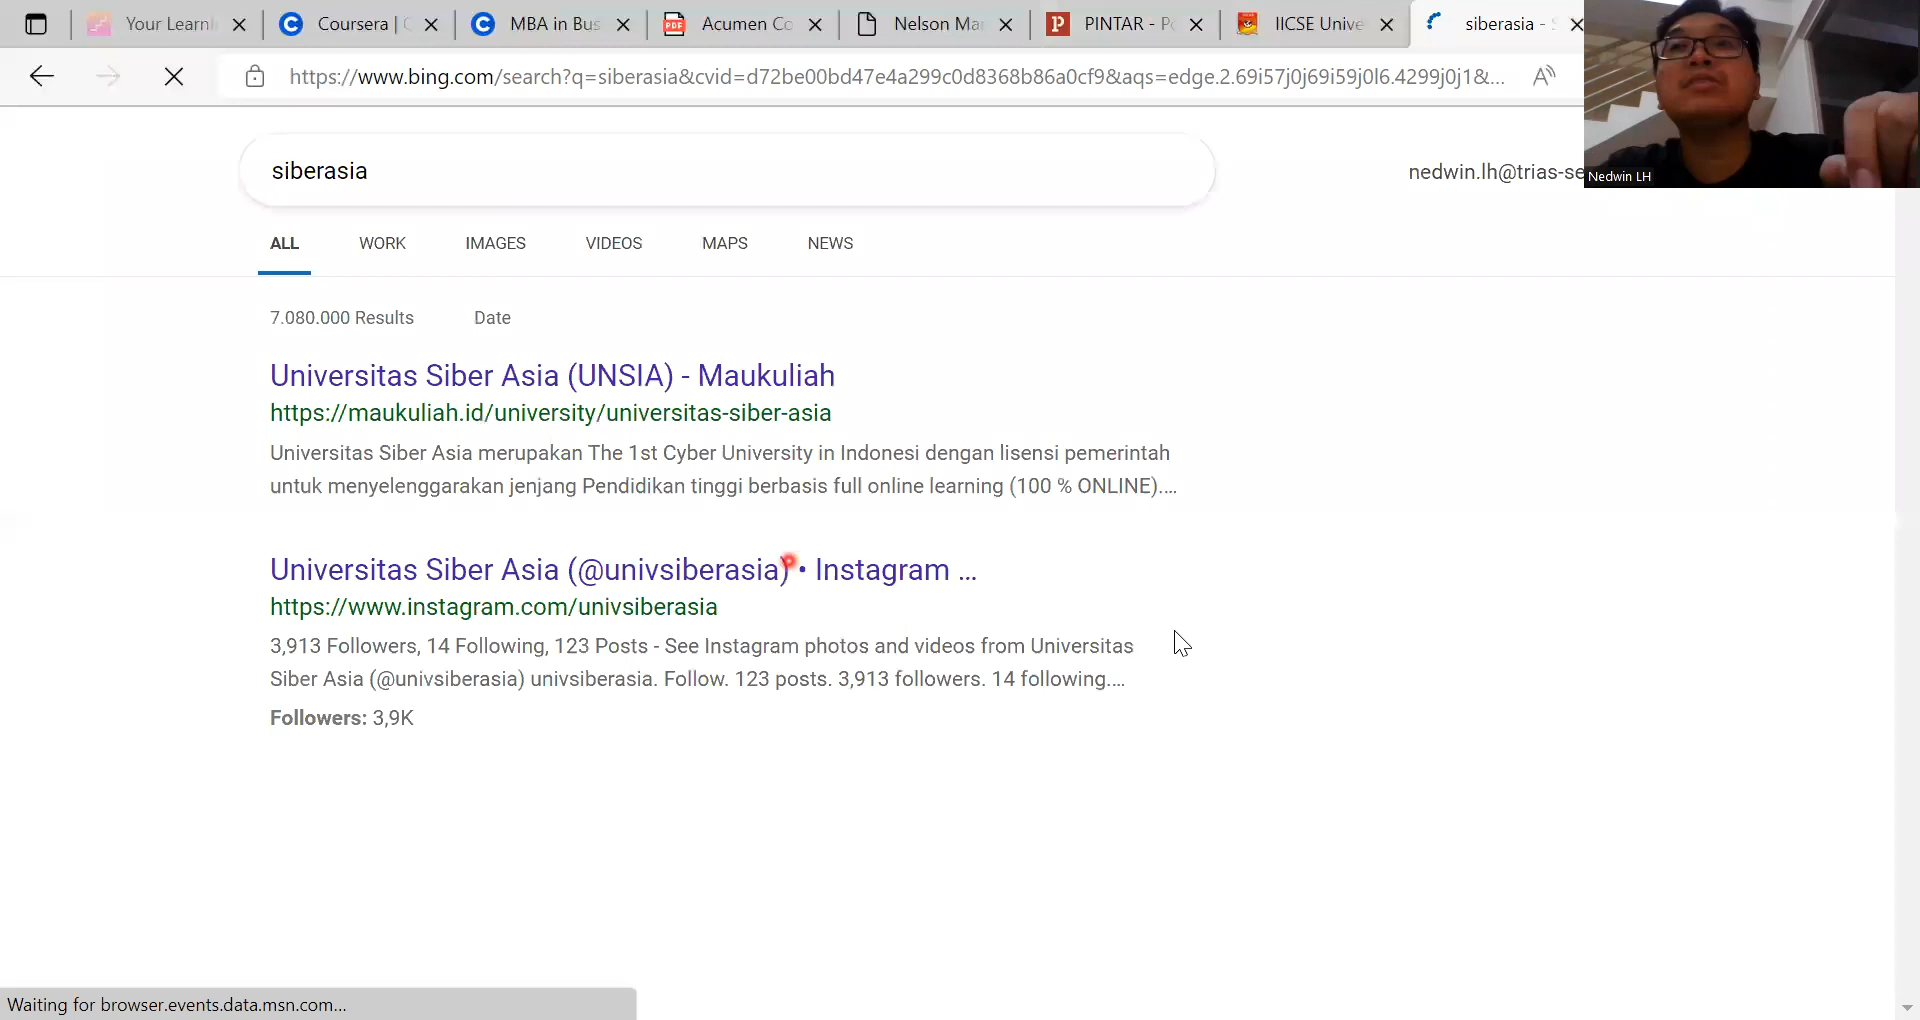 Your Learni
Coursera | C
MBA in Bus
Acumen Co
Nelson Mar
PINTAR - Po
IICSE Unive
siberasia - S
https://www.bing.com/search?q=siberasia&cvid=d72be00bd47e4a299c0d8368b86a0cf9&aqs=edge.2.69i57j0j69i59j0l6.4299j0j1&...
siberasia
nedwin.lh@trias-se
Nedwin LH
ALL
WORK
IMAGES
VIDEOS
MAPS
NEWS
7.080.000 Results
Date
Universitas Siber Asia (UNSIA) - Maukuliah
https://maukuliah.id/university/universitas-siber-asia
Universitas Siber Asia merupakan The 1st Cyber University in Indonesi dengan lisensi pemerintah
untuk menyelenggarakan jenjang Pendidikan tinggi berbasis full online learning (100 % ONLINE)....
Universitas Siber Asia (@univsiberasia) • Instagram ...
https://www.instagram.com/univsiberasia
3,913 Followers, 14 Following, 123 Posts - See Instagram photos and videos from Universitas
Siber Asia (@univsiberasia) univsiberasia. Follow. 123 posts. 3,913 followers. 14 following....
Followers: 3,9K
Waiting for browser.events.data.msn.com...